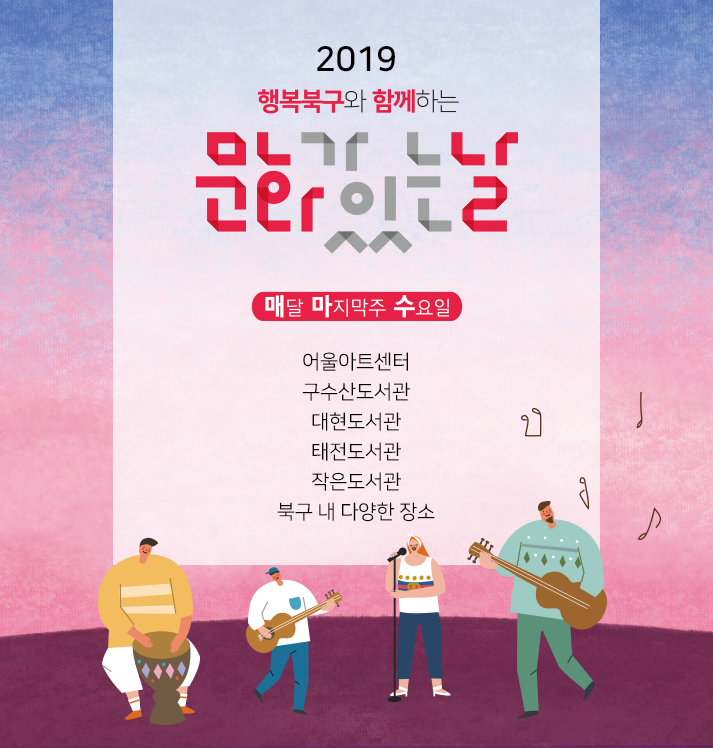 2019
행복북구와 함께하는
문화가 있는 날
매달 마지막주 수요일
어울아트센터
구수산도서관
대현도서관
태전도서관
작은도서관
북구 내 다양한 장소